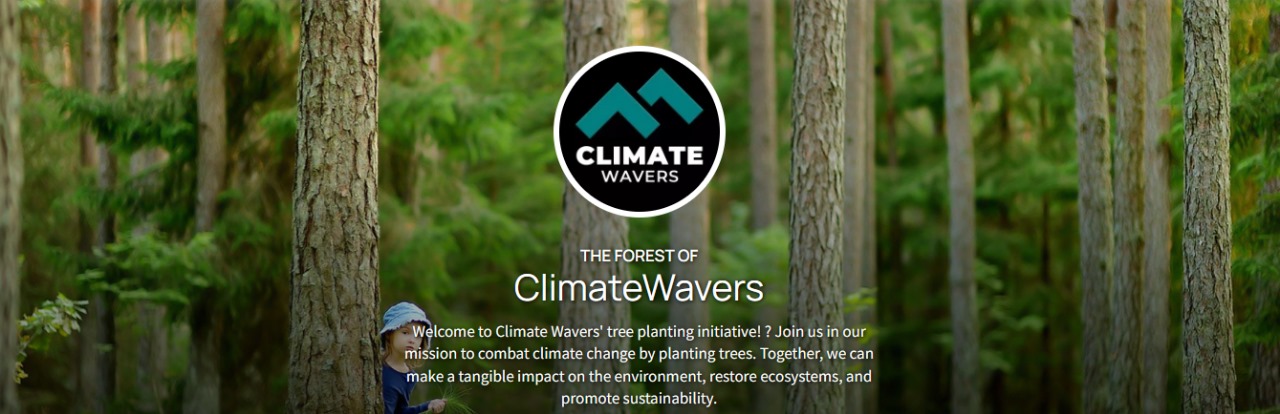 CLIMATE
WAVERS
THE FOREST OF
ClimateWavers
Welcome to Climate Wavers' tree planting initiative! ? Join us in our
mission to combat climate change by planting trees. Together, we can
make a tangible impact on the environment, restore ecosystems, and
promote sustainability.